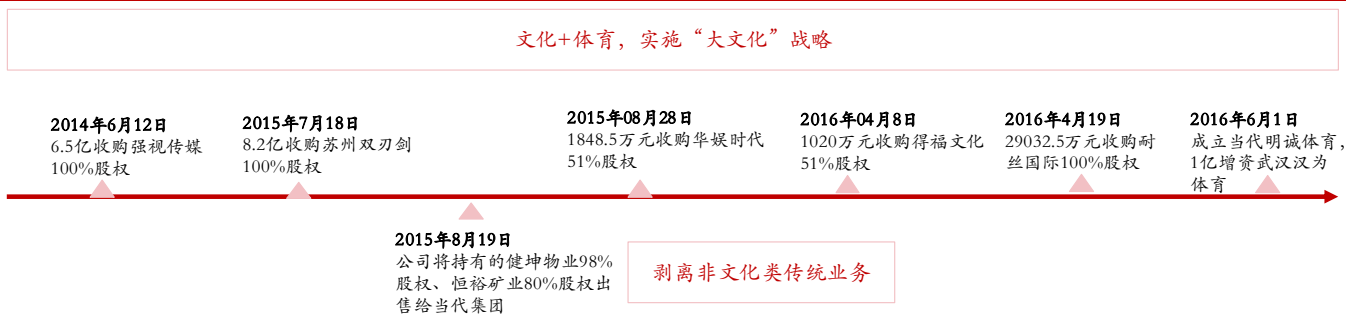 文化+体育，实施“大文化”战略
2014年6月12日
6.5亿收购强视传媒
100%股权
2015年7月18日
8.2亿收购苏州双刃剑
100%股权
2015年08月28日
1848.5万元收购华娱时代
51%股权
2016年04月8日
1020万元收购得福文化
51%股权
2016年4月19日
29032.5万元收购耐
丝国际100%股权
2016年6月1日
成立当代明诚体育，
1亿增资武汉汉为
体育
2015年8月19日
公司将持有的健坤物业98%
股权、恒裕矿业80%股权出
售给当代集团
剥离非文化类传统业务